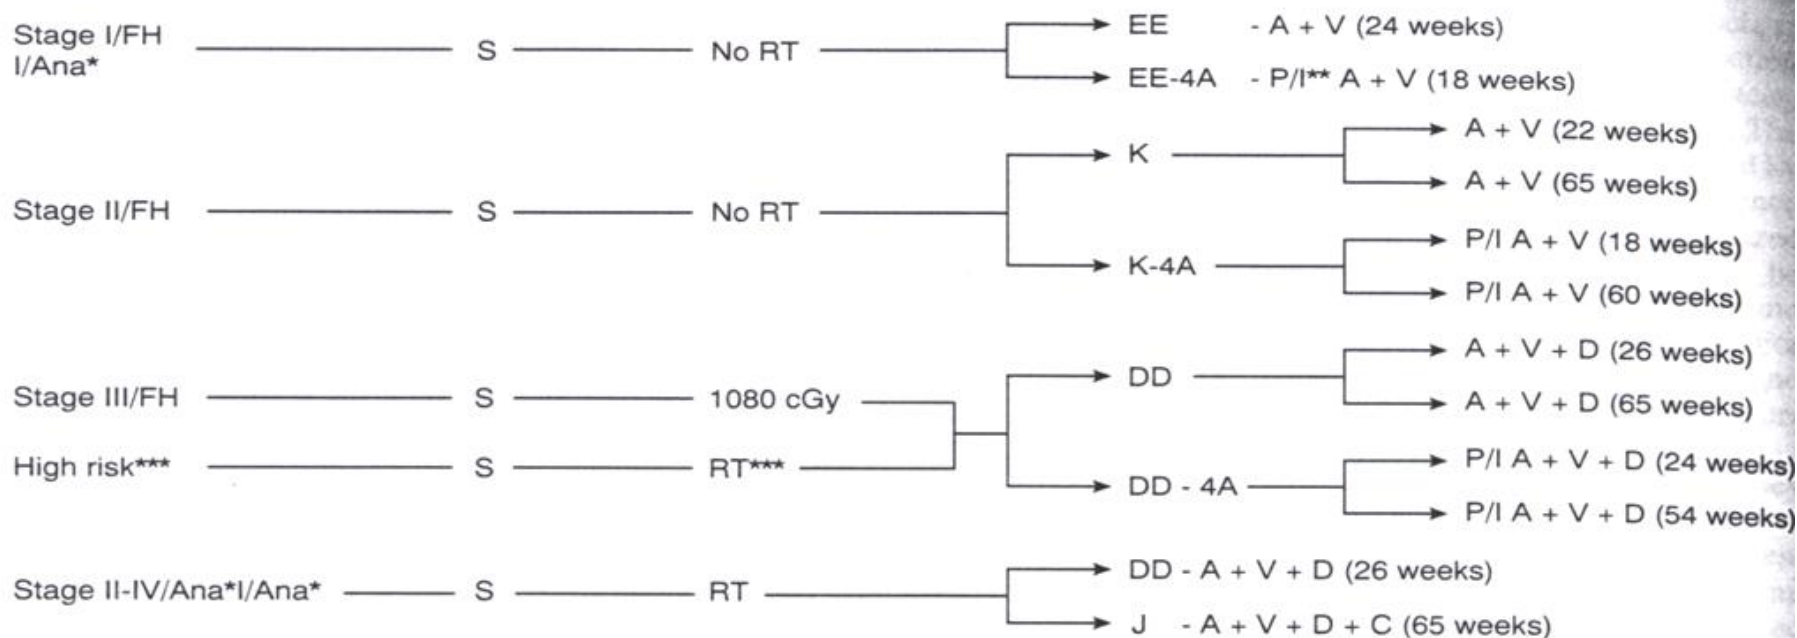 Stage I/FH
I/Ana*
S
No RT
EE - A + V (24 weeks)
EE-4A - P/I** A + V (18 weeks)
Stage II/FH
S
No RT
K
A + V (22 weeks)
A + V (65 weeks)
K-4A
P/I A + V (18 weeks)
P/I A + V (60 weeks)
Stage III/FH
S
1080 cGy
High risk***
S
RT***
DD
A + V + D (26 weeks)
A + V + D (65 weeks)
DD - 4A
P/I A + V + D (24 weeks)
P/I A + V + D (54 weeks)
Stage II-IV/Ana*I/Ana*
S
RT
DD - A + V + D (26 weeks)
J - A + V + D + C (65 weeks)